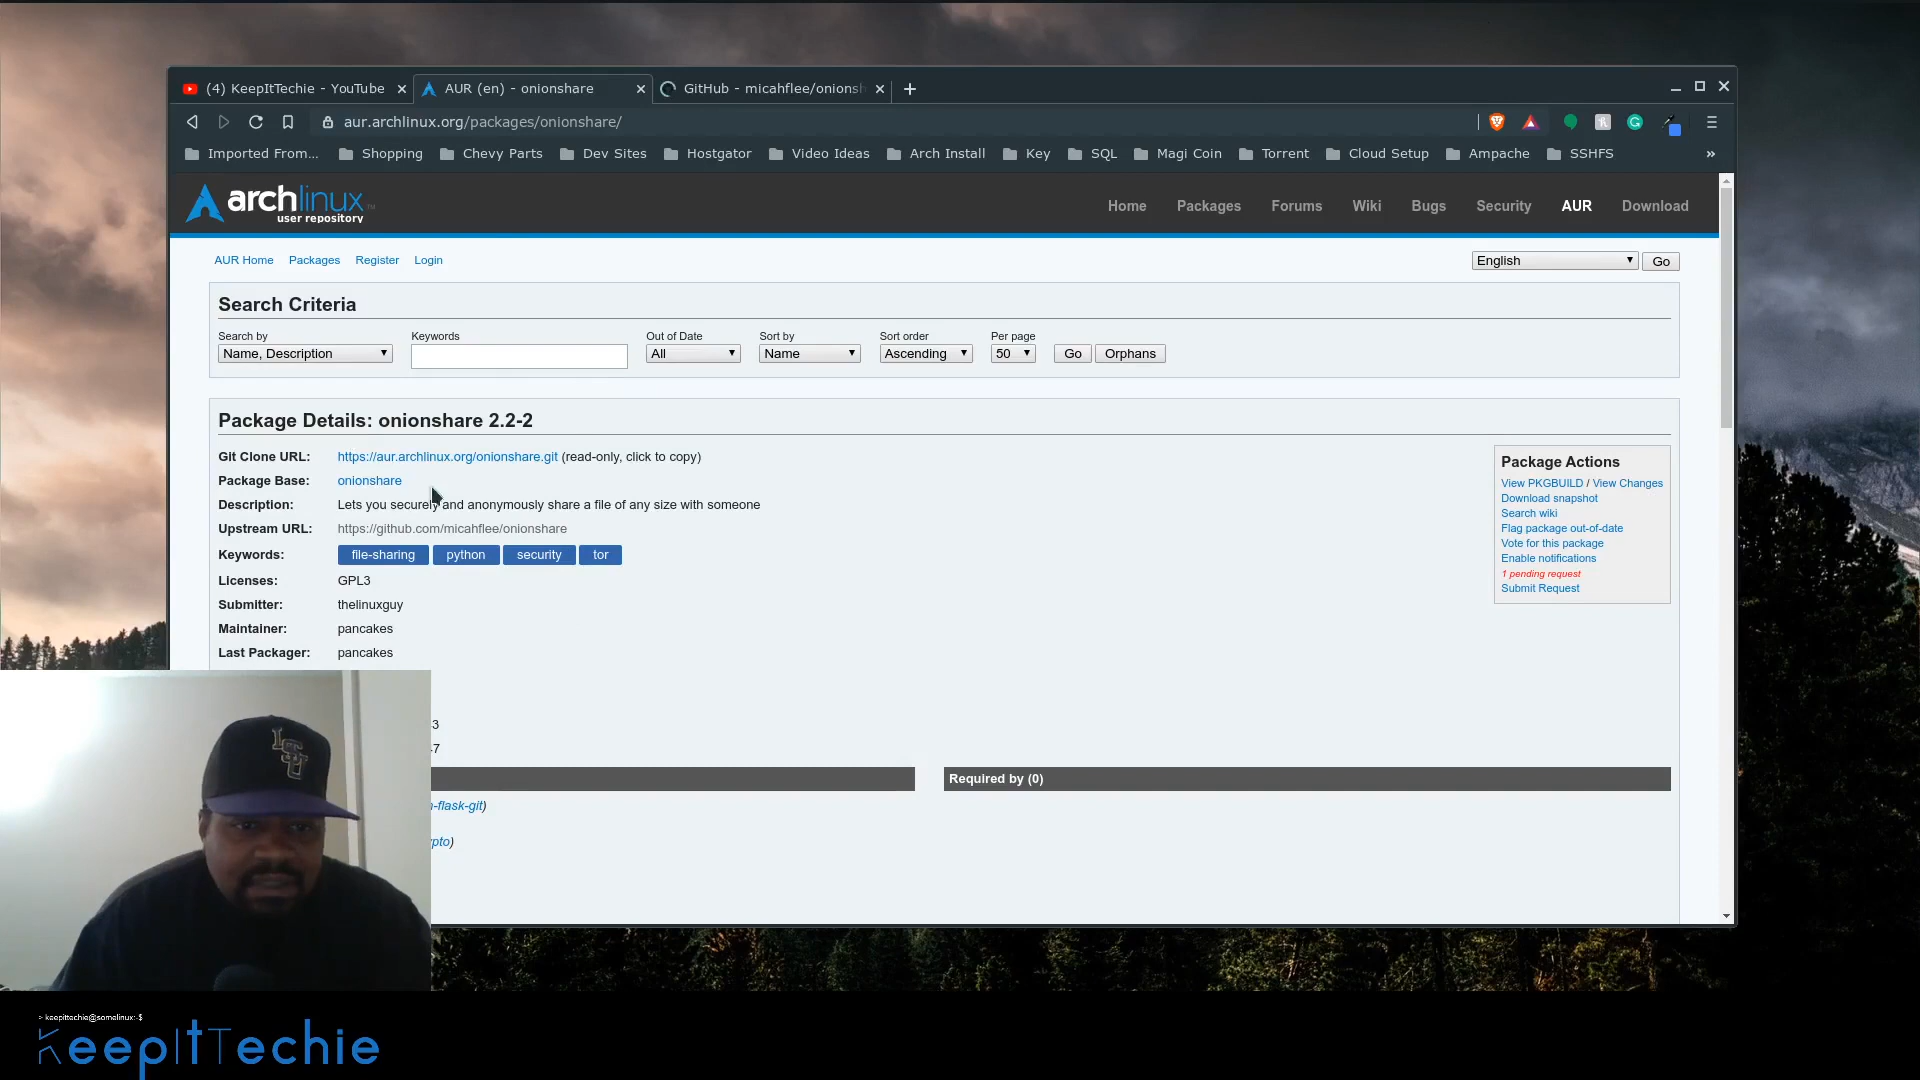 (4) KeepItTechie - YouTube
AUR (en) - onionshare
GitHub - micahflee/onionsh
aur.archlinux.org/packages/onionshare/
Imported From...
Shopping
Chevy Parts
Dev Sites
Hostgator
Video Ideas
Arch Install
Key
SQL
Magi Coin
Torrent
Cloud Setup
Ampache
SSHFS
»
archlinux
user repository
Home
Packages
Forums
Wiki
Bugs
Security
AUR
Download
AUR Home
Packages
Register
Login
English
Go
Search Criteria
Search by
Keywords
Out of Date
Sort by
Sort order
Per page
Name, Description
All
Name
Ascending
50
Go
Orphans
Package Details: onionshare 2.2-2
Git Clone URL: https://aur.archlinux.org/onionshare.git (read-only, click to copy)
Package Base: onionshare
Description: Lets you securely and anonymously share a file of any size with someone
Upstream URL: https://github.com/micahflee/onionshare
Keywords: file-sharing python security tor
Licenses: GPL3
Submitter: thelinuxguy
Maintainer: pancakes
Last Packager: pancakes
Package Actions
View PKGBUILD / View Changes
Download snapshot
Search wiki
Flag package out-of-date
Vote for this package
Enable notifications
1 pending request
Submit Request
3
47
Required by (0)
-flask-git)
ypto)
LSU
> keepittechie@somelinux:-$
KeepItTechie